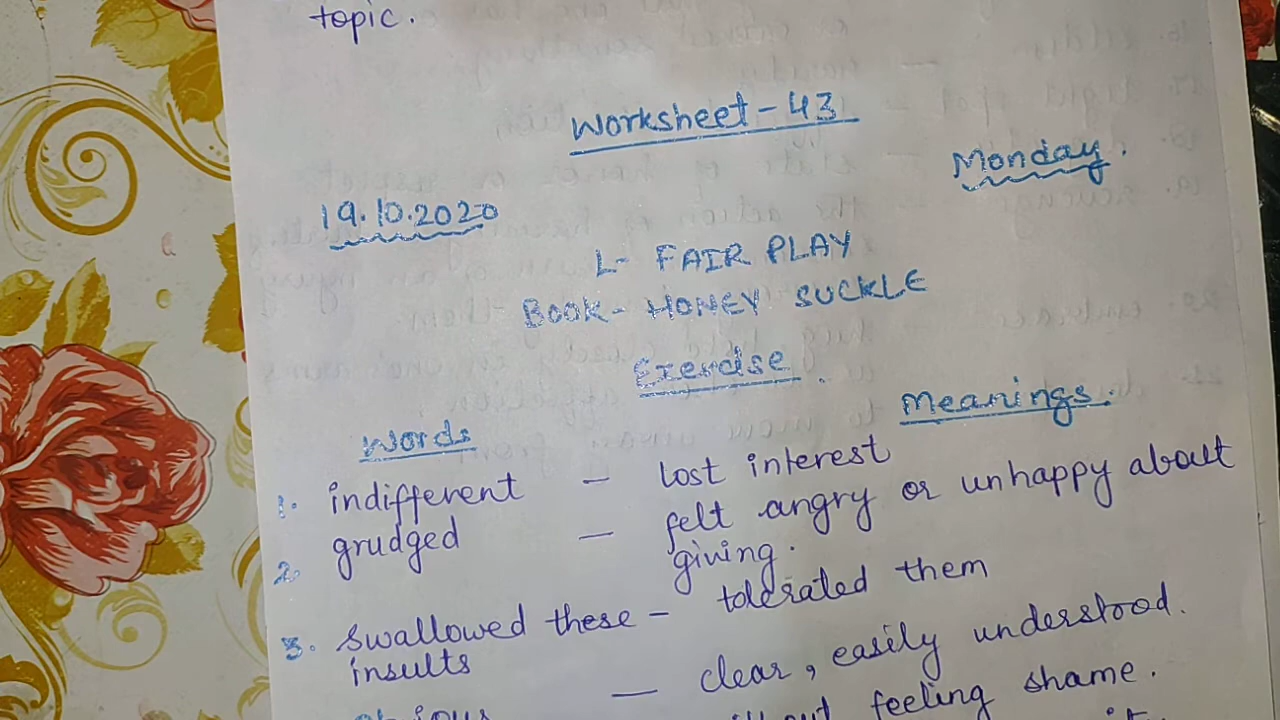 topic.
Worksheet-43
Monday.
19.10.2020
L- FAIR PLAY
BOOK- HONEY SUCKLE
Exercise.
Words Meanings.
1. indifferent — lost interest
2. grudged — felt angry or unhappy about
giving.
3. swallowed these — tolerated them
insults
— clear, easily understood.
feeling shame.